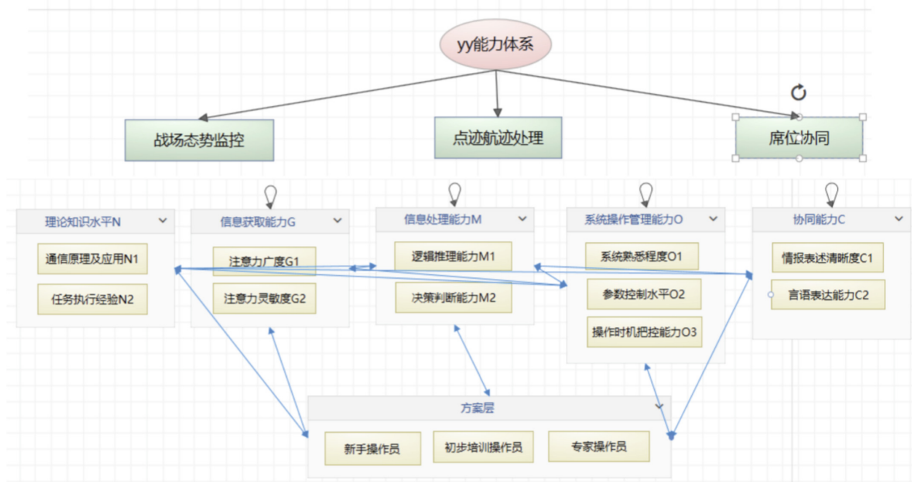 yy能力体系
战场态势监控
点迹航迹处理
席位协同
理论知识水平N
信息获取能力G
信息处理能力M
系统操作管理能力O
协同能力C
通信原理及应用N1
注意力广度G1
逻辑推理能力M1
系统熟悉程度O1
情报表述清晰度C1
任务执行经验N2
注意力灵敏度G2
决策判断能力M2
参数控制水平O2
言语表达能力C2
操作时机把控能力O3
方案层
新手操作员
初步培训操作员
专家操作员